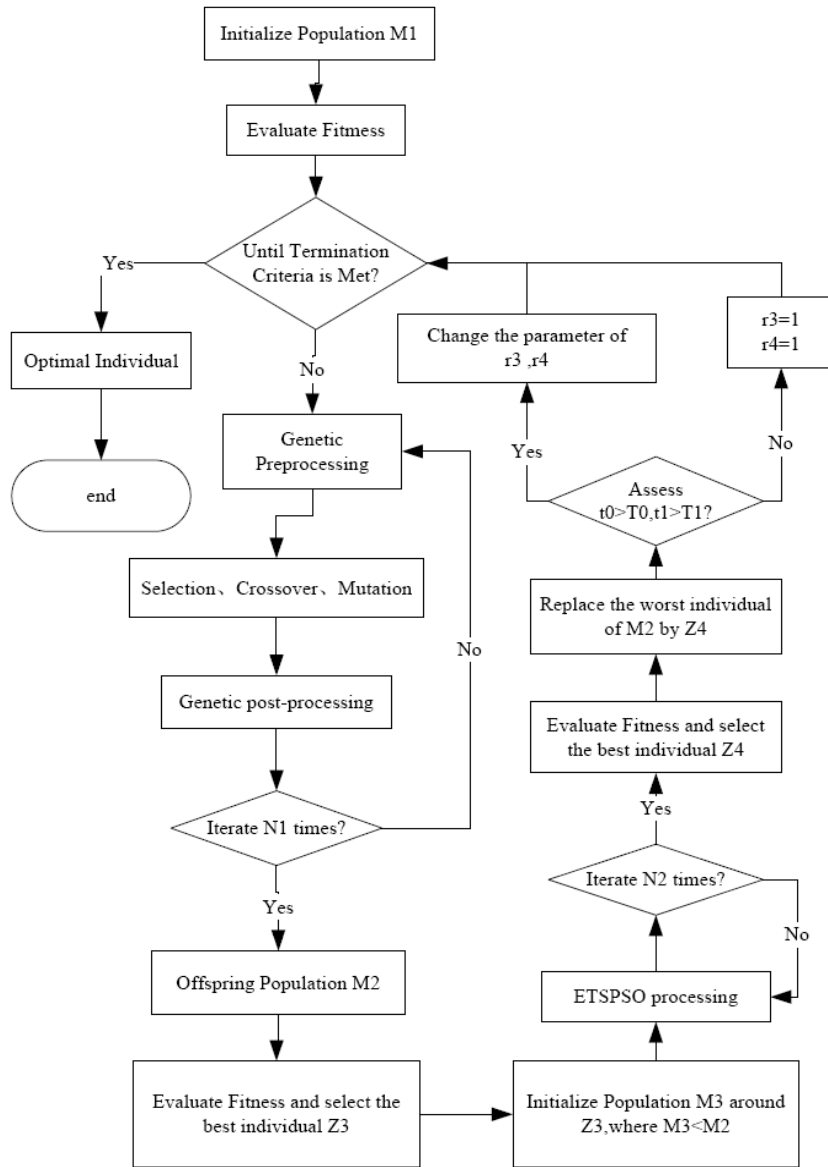 Initialize Population M1
Evaluate Fitmess
Until Termination
Criteria is Met?
Yes
Optimal Individual
end
No
Genetic
Preprocessing
Selection、Crossover、Mutation
Genetic post-processing
Iterate N1 times?
No
Yes
Offspring Population M2
Evaluate Fitness and select the
best individual Z3
Initialize Population M3 around
Z3,where M3<M2
ETSPSO processing
Iterate N2 times?
No
Yes
Evaluate Fitness and select
the best individual Z4
Replace the worst individual
of M2 by Z4
Assess
t0>T0,t1>T1?
Yes
No
Change the parameter of
r3 ,r4
r3=1
r4=1